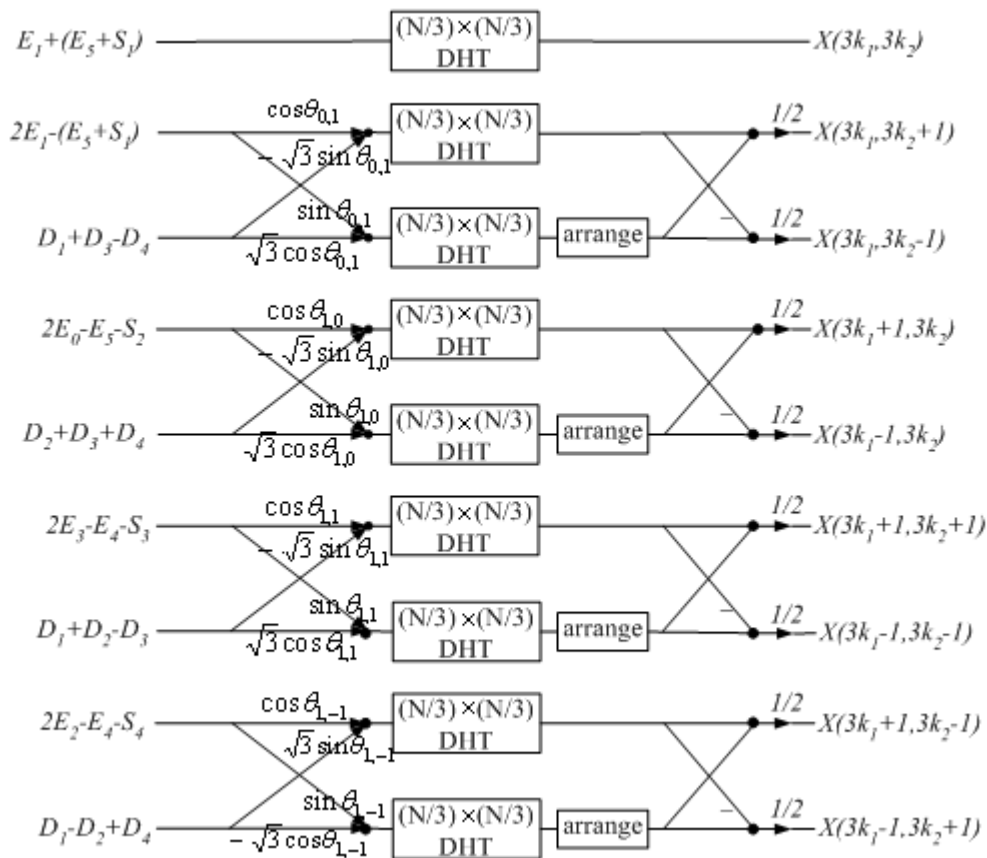 E₁+(E₅+S₁) (N/3)×(N/3) DHT X(3k₁,3k₂)
cosθ₀,₁ 1/2
2E₁-(E₅+S₁) (N/3)×(N/3) DHT X(3k₁,3k₂+1)
- √3 sinθ₀,₁
sinθ₀,₁ - 1/2
D₁+D₃-D₄ (N/3)×(N/3) DHT arrange X(3k₁,3k₂-1)
√3 cosθ₀,₁
cosθ₁,₀ 1/2
2E₀-E₅-S₂ (N/3)×(N/3) DHT X(3k₁+1,3k₂)
- √3 sinθ₁,₀
sinθ₁,₀ - 1/2
D₂+D₃+D₄ (N/3)×(N/3) DHT arrange X(3k₁-1,3k₂)
√3 cosθ₁,₀
cosθ₁,₁ 1/2
2E₃-E₄-S₃ (N/3)×(N/3) DHT X(3k₁+1,3k₂+1)
- √3 sinθ₁,₁
sinθ₁,₁ - 1/2
D₁+D₂-D₃ (N/3)×(N/3) DHT arrange X(3k₁-1,3k₂-1)
√3 cosθ₁,₁
cosθ₁,₋₁ 1/2
2E₂-E₄-S₄ (N/3)×(N/3) DHT X(3k₁+1,3k₂-1)
√3 sinθ₁,₋₁
sinθ₁₋₁ - 1/2
D₁-D₂+D₄ (N/3)×(N/3) DHT arrange X(3k₁-1,3k₂+1)
- √3 cosθ₁,₋₁